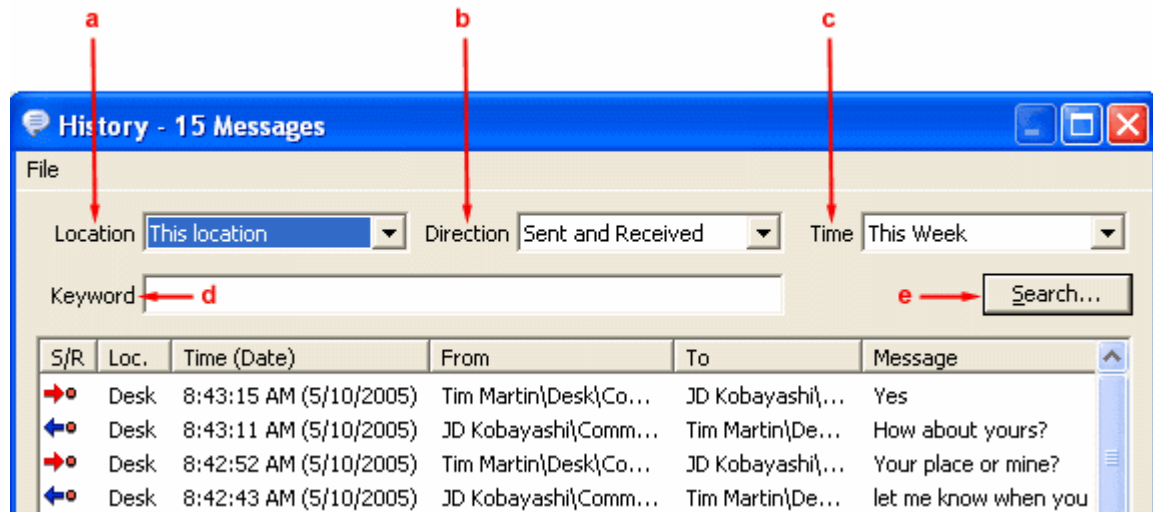 a b c
History - 15 Messages
File
Location This location Direction Sent and Received Time This Week
Keyword d e Search...
S/R Loc. Time (Date) From To Message
Desk 8:43:15 AM (5/10/2005) Tim Martin\Desk\Co... JD Kobayashi\... Yes
Desk 8:43:11 AM (5/10/2005) JD Kobayashi\Comm... Tim Martin\De... How about yours?
Desk 8:42:52 AM (5/10/2005) Tim Martin\Desk\Co... JD Kobayashi\... Your place or mine?
Desk 8:42:43 AM (5/10/2005) JD Kobayashi\Comm... Tim Martin\De... let me know when you